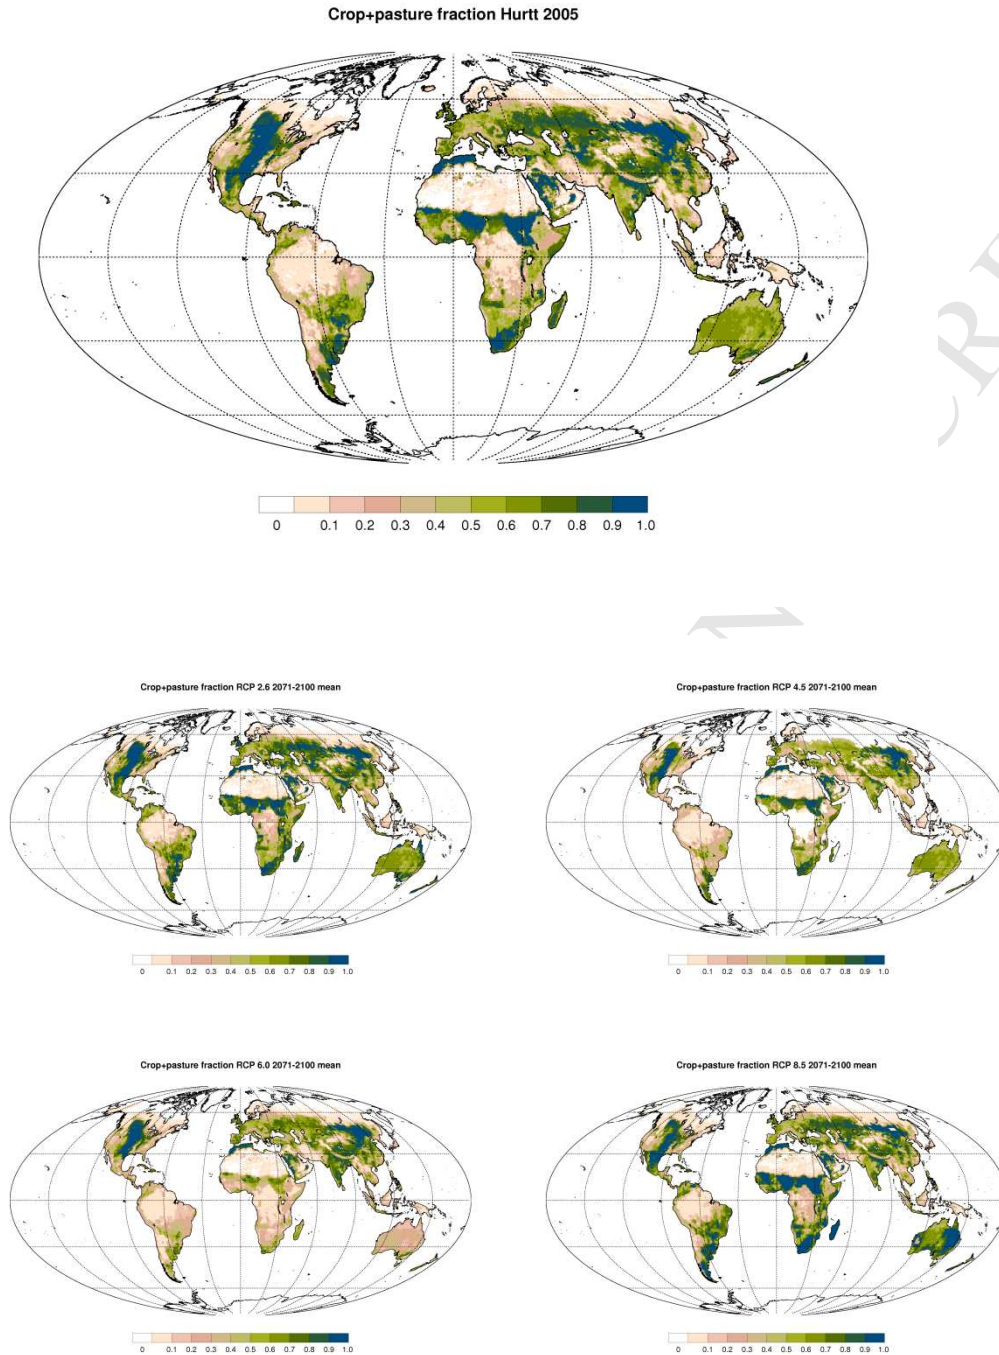 Crop+pasture fraction Hurtt 2005
0 0.1 0.2 0.3 0.4 0.5 0.6 0.7 0.8 0.9 1.0
Crop+pasture fraction RCP 2.6 2071-2100 mean
Crop+pasture fraction RCP 4.5 2071-2100 mean
0 0.1 0.2 0.3 0.4 0.5 0.6 0.7 0.8 0.9 1.0
0 0.1 0.2 0.3 0.4 0.5 0.6 0.7 0.8 0.9 1.0
Crop+pasture fraction RCP 6.0 2071-2100 mean
Crop+pasture fraction RCP 8.5 2071-2100 mean
0 0.1 0.2 0.3 0.4 0.5 0.6 0.7 0.8 0.9 1.0
0 0.1 0.2 0.3 0.4 0.5 0.6 0.7 0.8 0.9 1.0